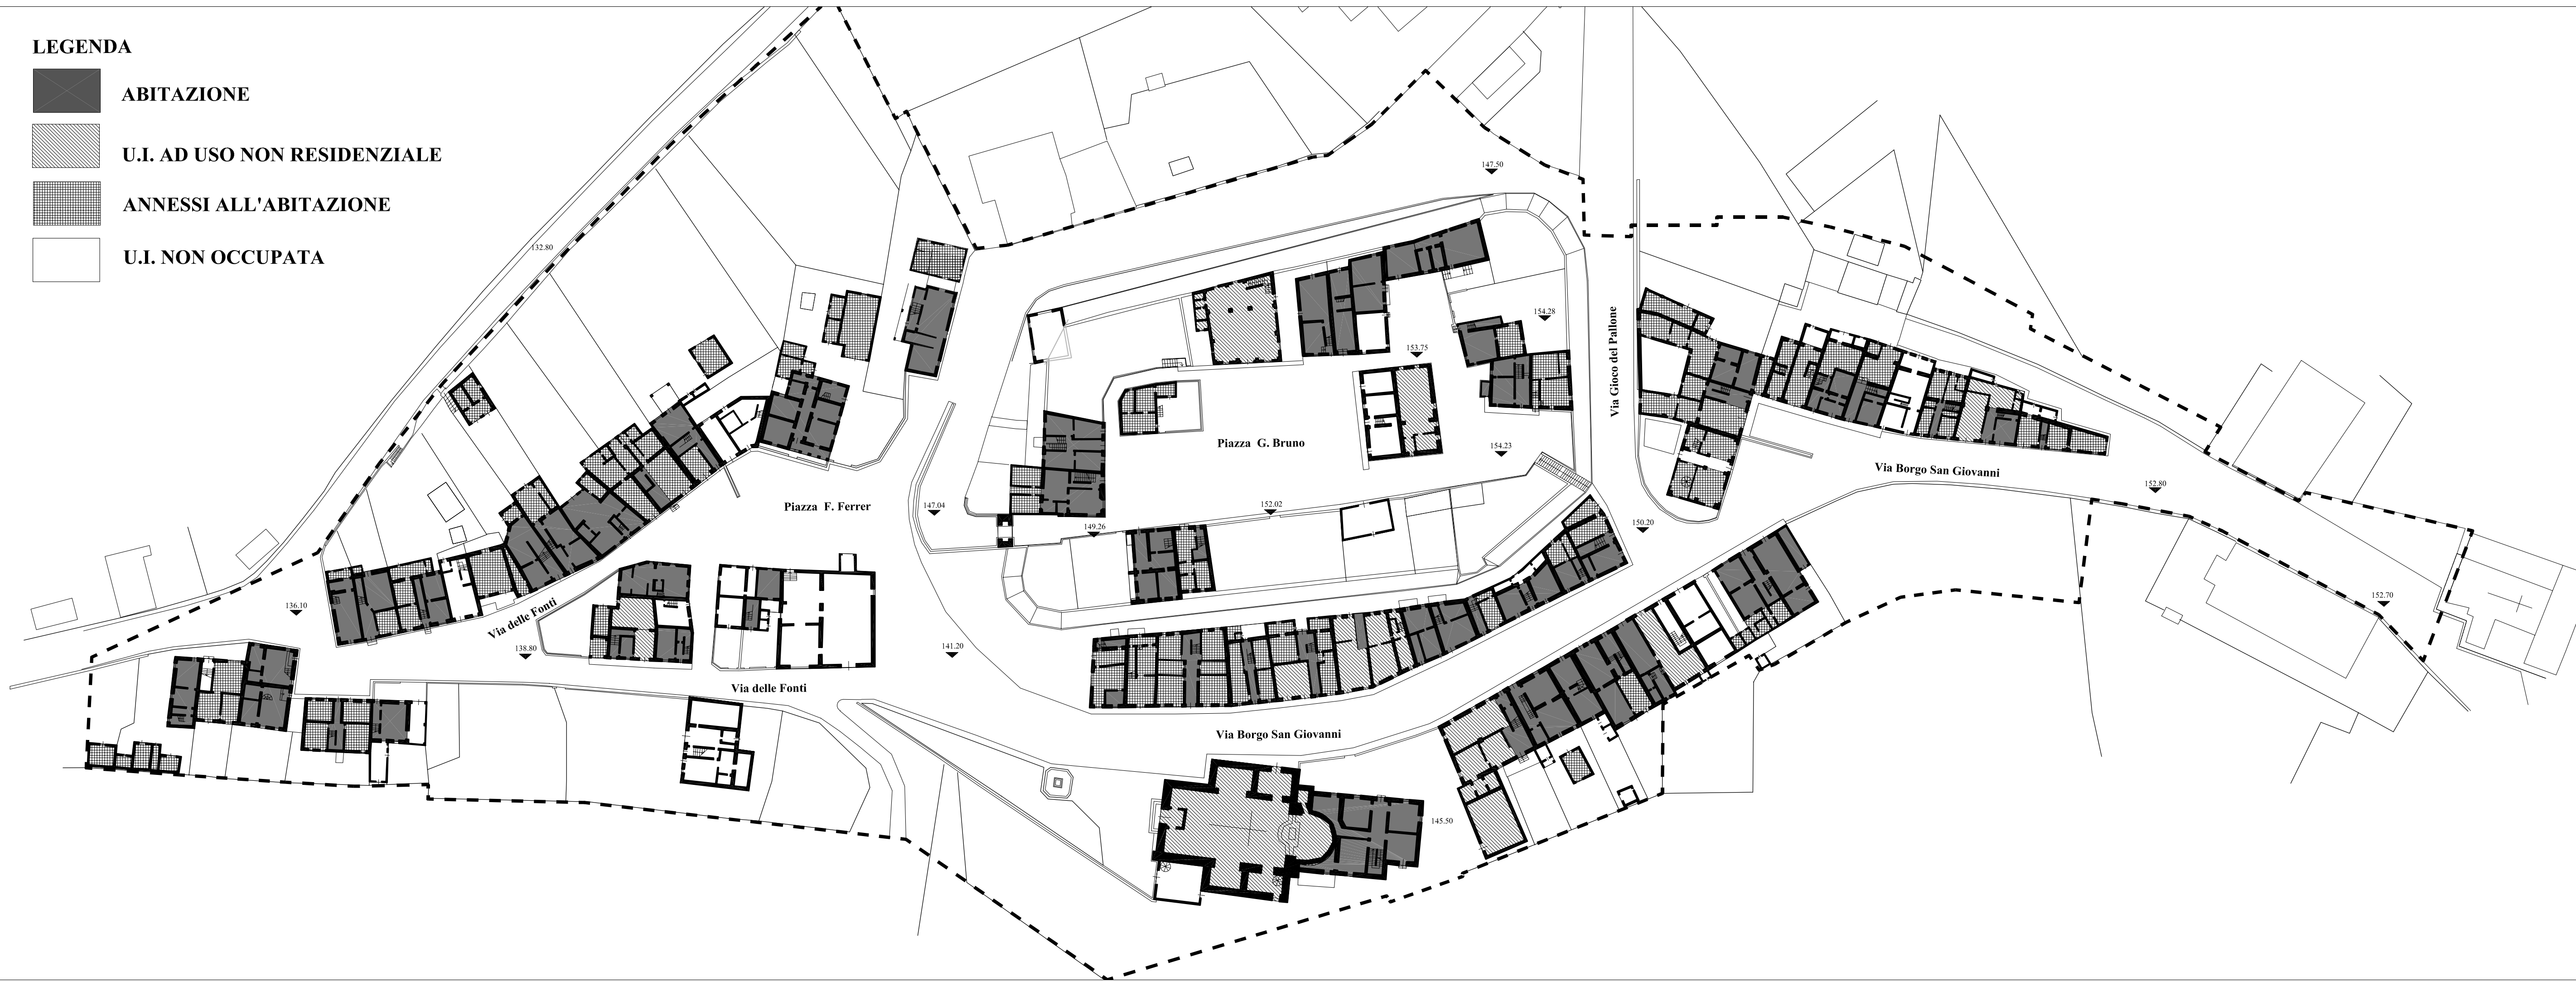 LEGENDA
ABITAZIONE
U.I. AD USO NON RESIDENZIALE
ANNESSI ALL'ABITAZIONE
U.I. NON OCCUPATA
147.50
132.80
154.28
Via Gioco del Pallone
153.75
Piazza G. Bruno
154.23
Via Borgo San Giovanni
152.80
Piazza F. Ferrer
147.04
152.02
149.26
150.20
136.10
Via delle Fonti
152.70
138.80
141.20
Via delle Fonti
Via Borgo San Giovanni
145.50